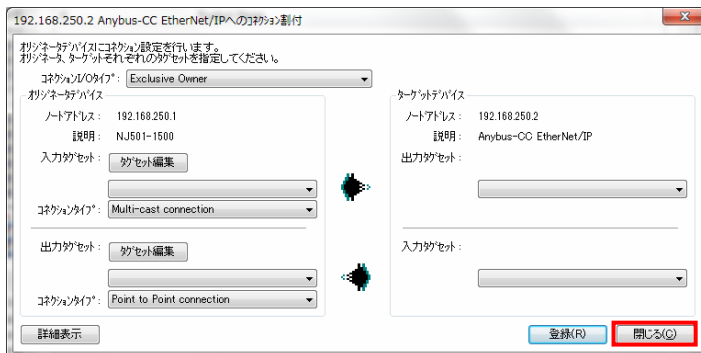 192.168.250.2 Anybus-CC EtherNet/IPへのコネクション割付
オリジネータデバイスにコネクション設定を行います。
オリジネータ、ターゲットそれぞれのタグセットを指定してください。
コネクションI/Oタイプ: Exclusive Owner
オリジネータデバイス
ノードアドレス: 192.168.250.1
説明: NJ501-1500
入力タグセット: タグセット編集
コネクションタイプ: Multi-cast connection
出力タグセット: タグセット編集
コネクションタイプ: Point to Point connection
ターゲットデバイス
ノードアドレス: 192.168.250.2
説明: Anybus-CC EtherNet/IP
出力タグセット:
入力タグセット:
詳細表示 登録(R) 閉じる(C)